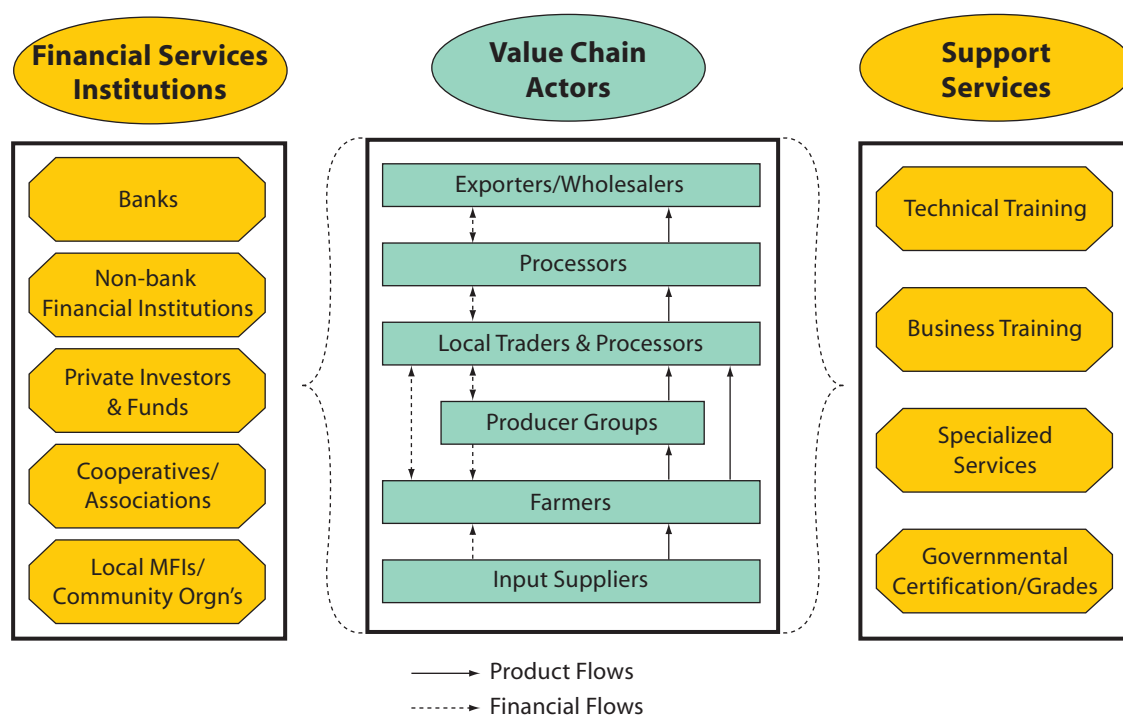 Financial Services
Institutions
Banks
Non-bank
Financial Institutions
Private Investors
& Funds
Cooperatives/
Associations
Local MFIs/
Community Orgn's
Value Chain
Actors
Exporters/Wholesalers
Processors
Local Traders & Processors
Producer Groups
Farmers
Input Suppliers
Support
Services
Technical Training
Business Training
Specialized
Services
Governmental
Certification/Grades
Product Flows
Financial Flows